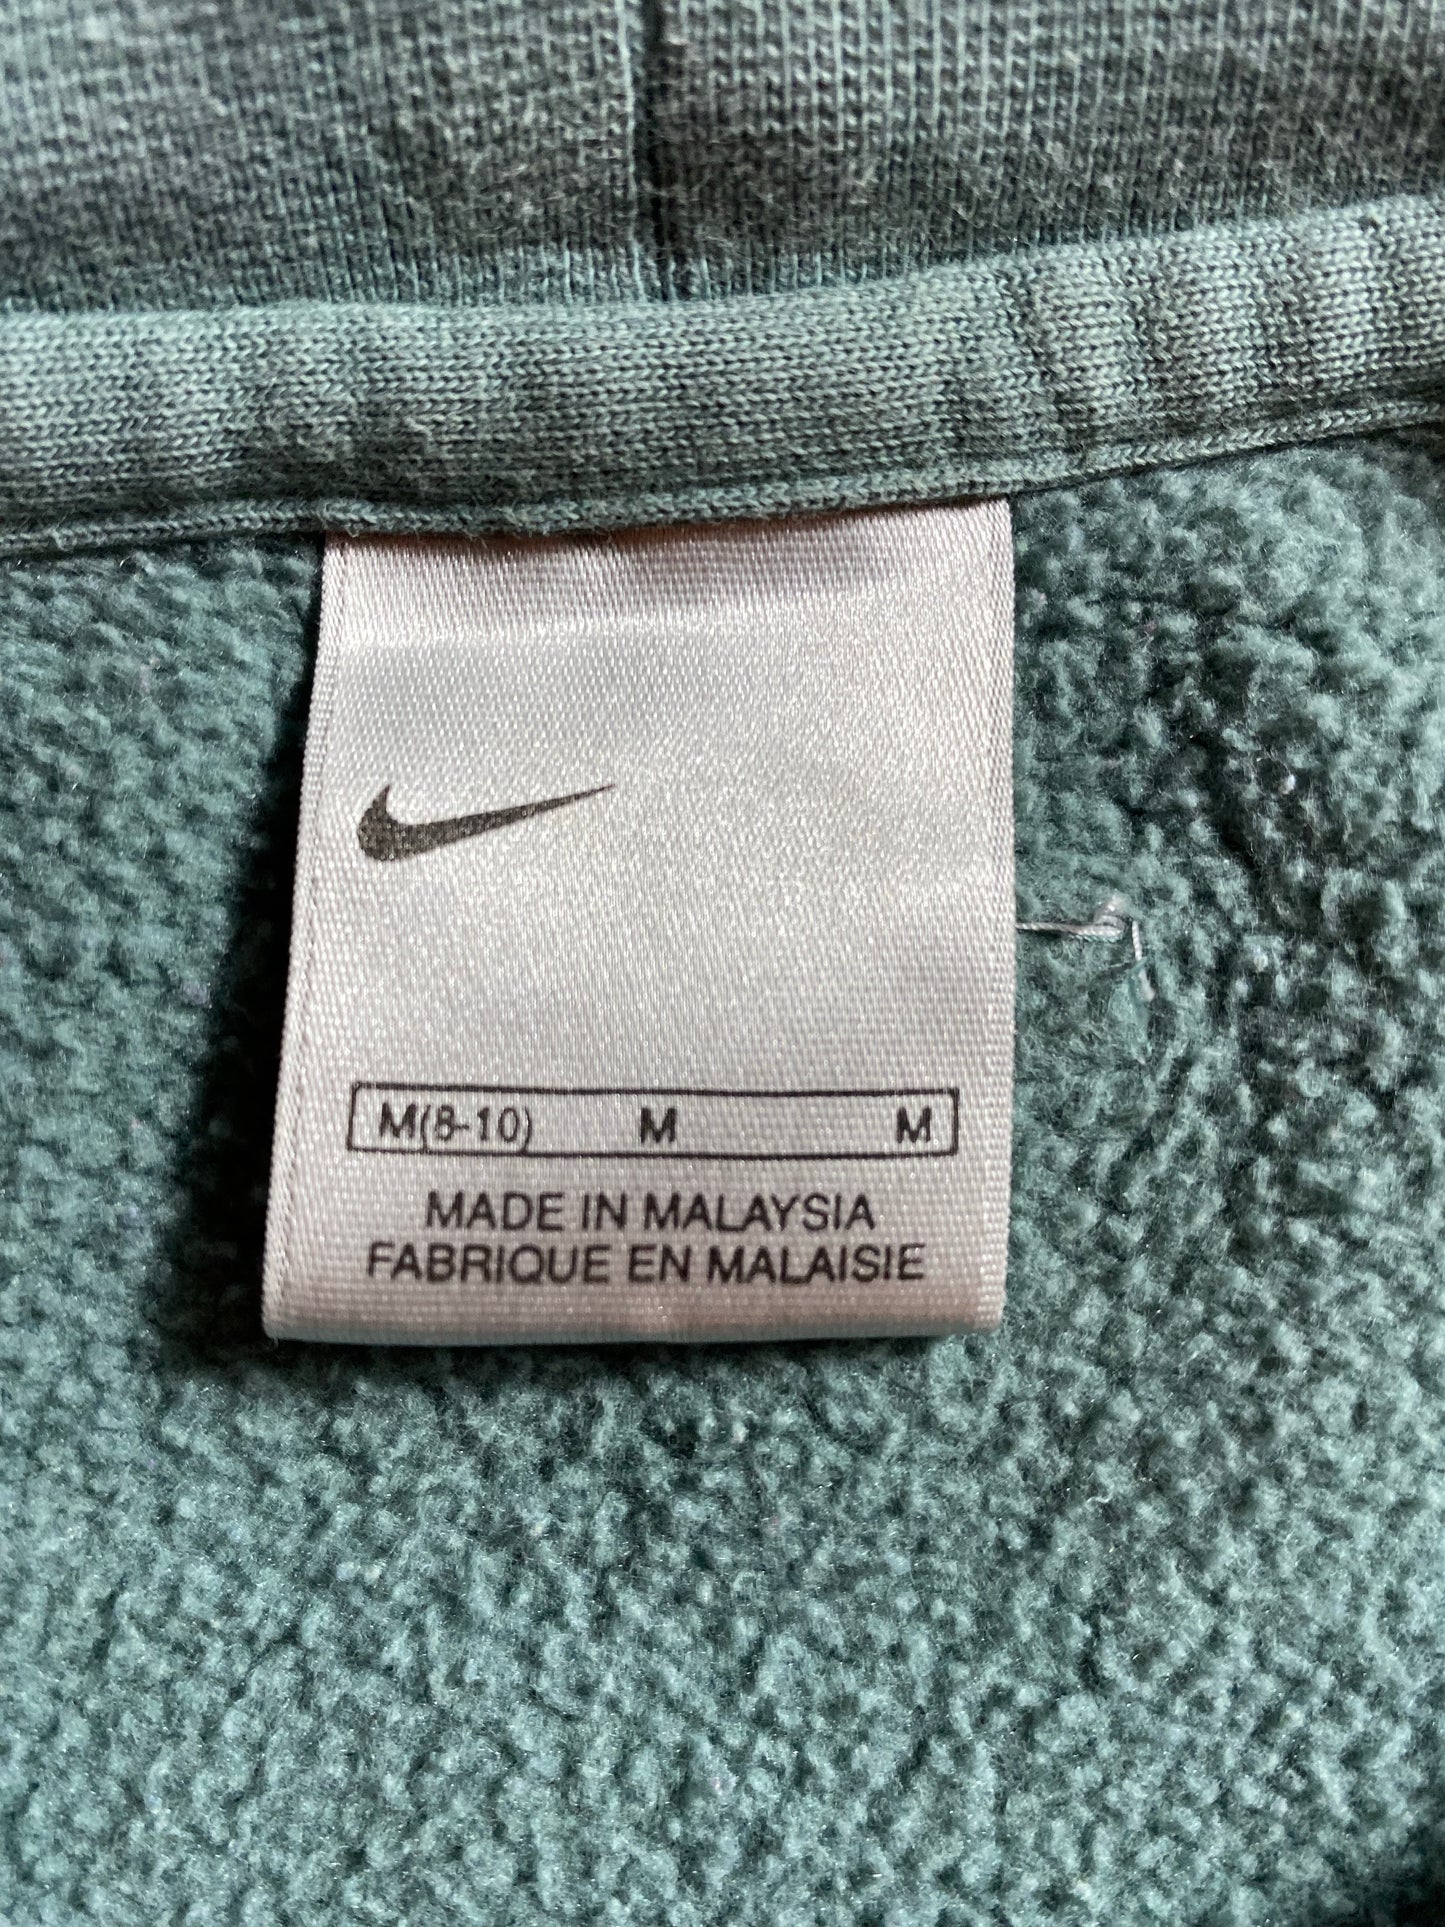 M(8-10) M M
MADE IN MALAYSIA
FABRIQUE EN MALAISIE